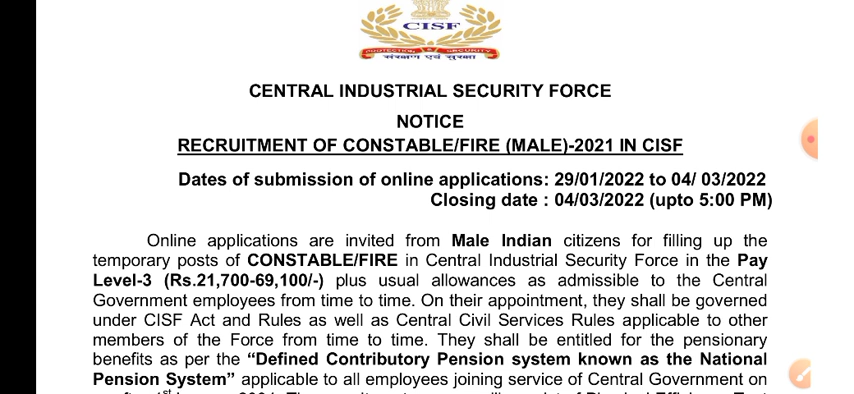 CISF
PROTECTION SECURITY
संरक्षण एवं सुरक्षा
CENTRAL INDUSTRIAL SECURITY FORCE
NOTICE
RECRUITMENT OF CONSTABLE/FIRE (MALE)-2021 IN CISF
Dates of submission of online applications: 29/01/2022 to 04/ 03/2022
Closing date : 04/03/2022 (upto 5:00 PM)
Online applications are invited from Male Indian citizens for filling up the
temporary posts of CONSTABLE/FIRE in Central Industrial Security Force in the Pay
Level-3 (Rs.21,700-69,100/-) plus usual allowances as admissible to the Central
Government employees from time to time. On their appointment, they shall be governed
under CISF Act and Rules as well as Central Civil Services Rules applicable to other
members of the Force from time to time. They shall be entitled for the pensionary
benefits as per the “Defined Contributory Pension system known as the National
Pension System” applicable to all employees joining service of Central Government on